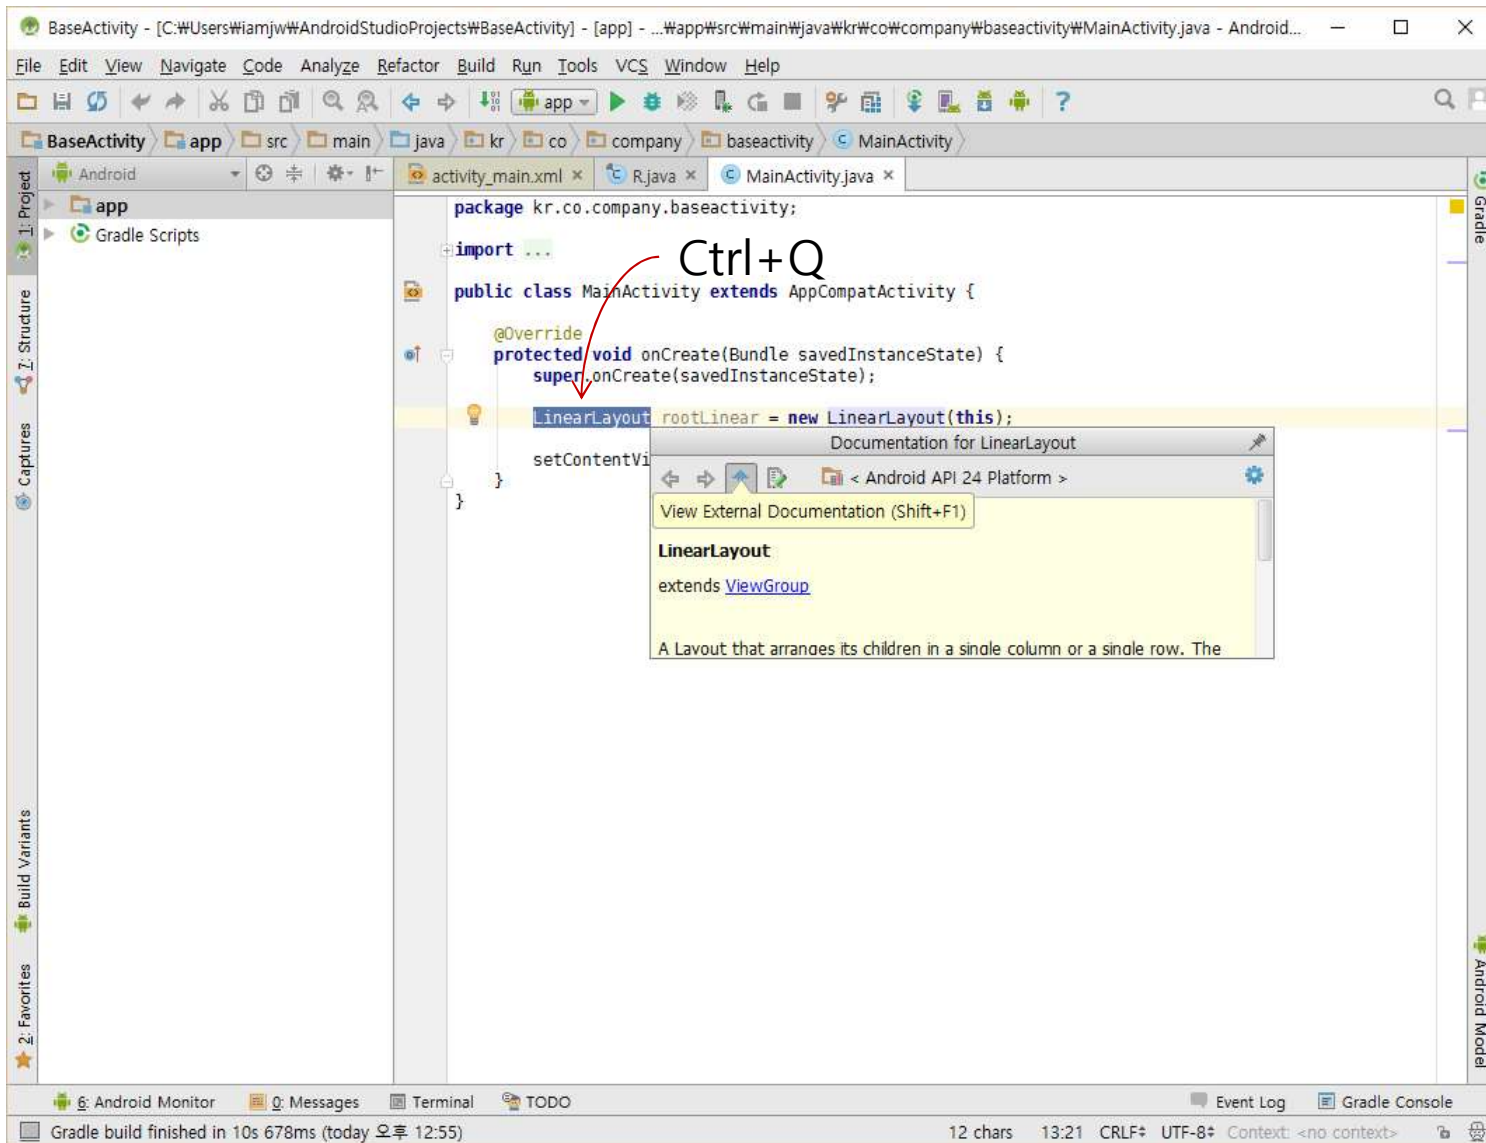 BaseActivity - [C:₩Users₩iamjw₩AndroidStudioProjects₩BaseActivity] - [app] - ...₩app₩src₩main₩java₩kr₩co₩company₩baseactivity₩MainActivity.java - Android...
File Edit View Navigate Code Analyze Refactor Build Run Tools VCS Window Help
app
BaseActivity app src main java kr co company baseactivity MainActivity
Android
activity_main.xml R.java MainActivity.java
1: Project
7: Structure
Captures
Build Variants
2: Favorites
app
Gradle Scripts
package kr.co.company.baseactivity;
import ...
Ctrl+Q
public class MainActivity extends AppCompatActivity {
@Override
protected void onCreate(Bundle savedInstanceState) {
super.onCreate(savedInstanceState);
LinearLayout rootLinear = new LinearLayout(this);
setContentVi
}
}
Documentation for LinearLayout
< Android API 24 Platform >
View External Documentation (Shift+F1)
LinearLayout
extends ViewGroup
A Layout that arranges its children in a single column or a single row. The
Gradle
Android Model
6: Android Monitor 0: Messages Terminal TODO Event Log Gradle Console
Gradle build finished in 10s 678ms (today 오후 12:55) 12 chars 13:21 CRLF UTF-8 Context: <no context>